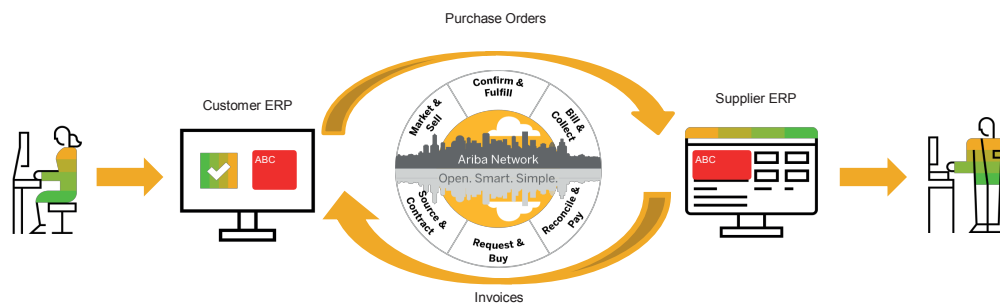 Purchase Orders
Customer ERP
Supplier ERP
ABC
ABC
Market &
Sell
Confirm &
Fulfill
Bill &
Collect
Ariba Network
Open. Smart. Simple.
Source &
Contract
Request &
Buy
Reconcile &
Pay
Invoices